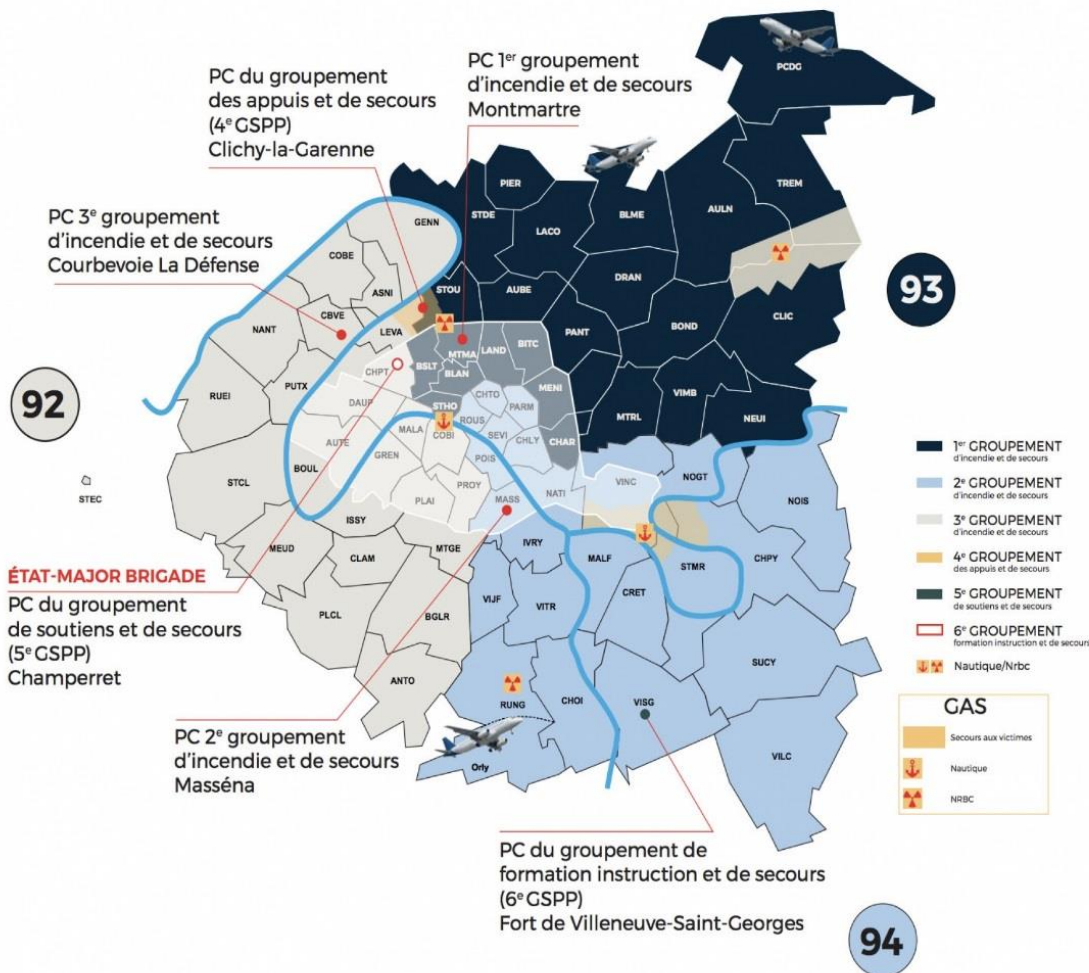 PCDG
PC du groupement
des appuis et de secours
(4e GSPP)
Clichy-la-Garenne
PC 1er groupement
d'incendie et de secours
Montmartre
PC 3e groupement
d'incendie et de secours
Courbevoie La Défense
PIER
STDE
LACO
BLME
AULN
TREM
GENN
COBE
ASNI
STOU
AUBE
DRAN
93
CLIC
NANT
CBVE
LEVA
PANT
BOND
MTMA
LAND
BITC
BSLT
BLAN
CHPT
92
RUEI
PUTX
DAUP
STHO
CHTO
PARM
MENI
MTRL
VIMB
NEUI
AUTE
MALA
COBI
ROUS
SEVI
CHLY
CHAR
BOUL
GREN
POIS
STEC
STCL
PLAI
PROY
MASS
NATI
VINC
NOGT
NOIS
ISSY
MEUD
CLAM
MTGE
IVRY
MALF
STMR
CHPY
PLCL
BGLR
VIJF
VITR
CRET
ANTO
RUNG
CHOI
VISG
SUCY
Orly
VILC
ÉTAT-MAJOR BRIGADE
PC du groupement
de soutiens et de secours
(5e GSPP)
Champerret
PC 2e groupement
d'incendie et de secours
Masséna
PC du groupement de
formation instruction et de secours
(6e GSPP)
Fort de Villeneuve-Saint-Georges
94
1er GROUPEMENT
d'incendie et de secours
2e GROUPEMENT
d'incendie et de secours
3e GROUPEMENT
d'incendie et de secours
4e GROUPEMENT
des appuis et de secours
5e GROUPEMENT
de soutiens et de secours
6e GROUPEMENT
formation instruction et de secours
Nautique/Nrbc
GAS
Secours aux victimes
Nautique
NRBC